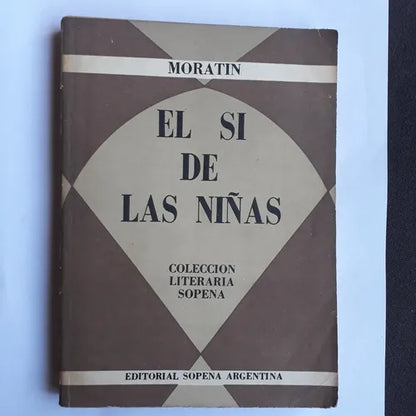 MORATIN
EL SI
DE
LAS NIÑAS
COLECCION
LITERARIA
SOPENA
EDITORIAL SOPENA ARGENTINA